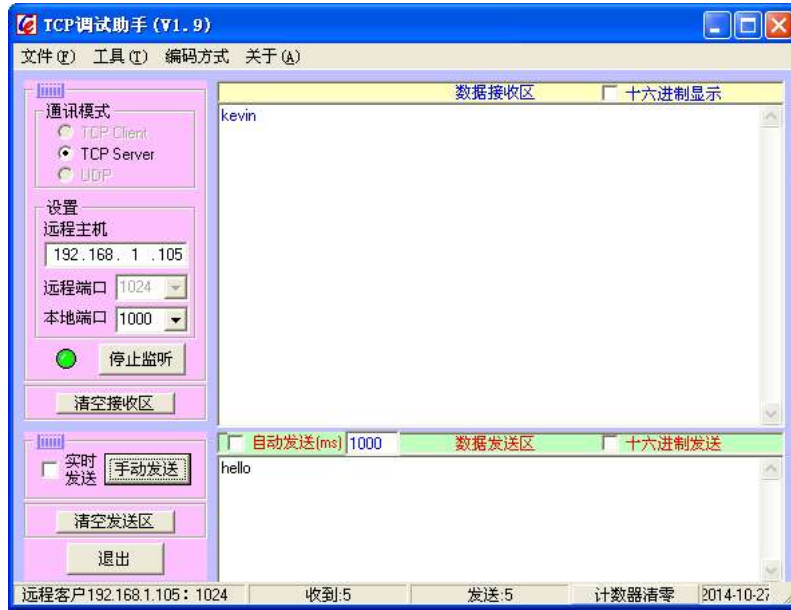 TCP调试助手(V1.9)
文件(F) 工具(T) 编码方式 关于(A)
通讯模式
TCP Client
TCP Server
UDP
设置
远程主机
192.168. 1 .105
远程端口 1024
本地端口 1000
停止监听
清空接收区
数据接收区 十六进制显示
kevin
实时发送 手动发送
清空发送区
退出
自动发送(ms) 1000 数据发送区 十六进制发送
hello
远程客户192.168.1.105：1024 收到:5 发送:5 计数器清零 2014-10-27